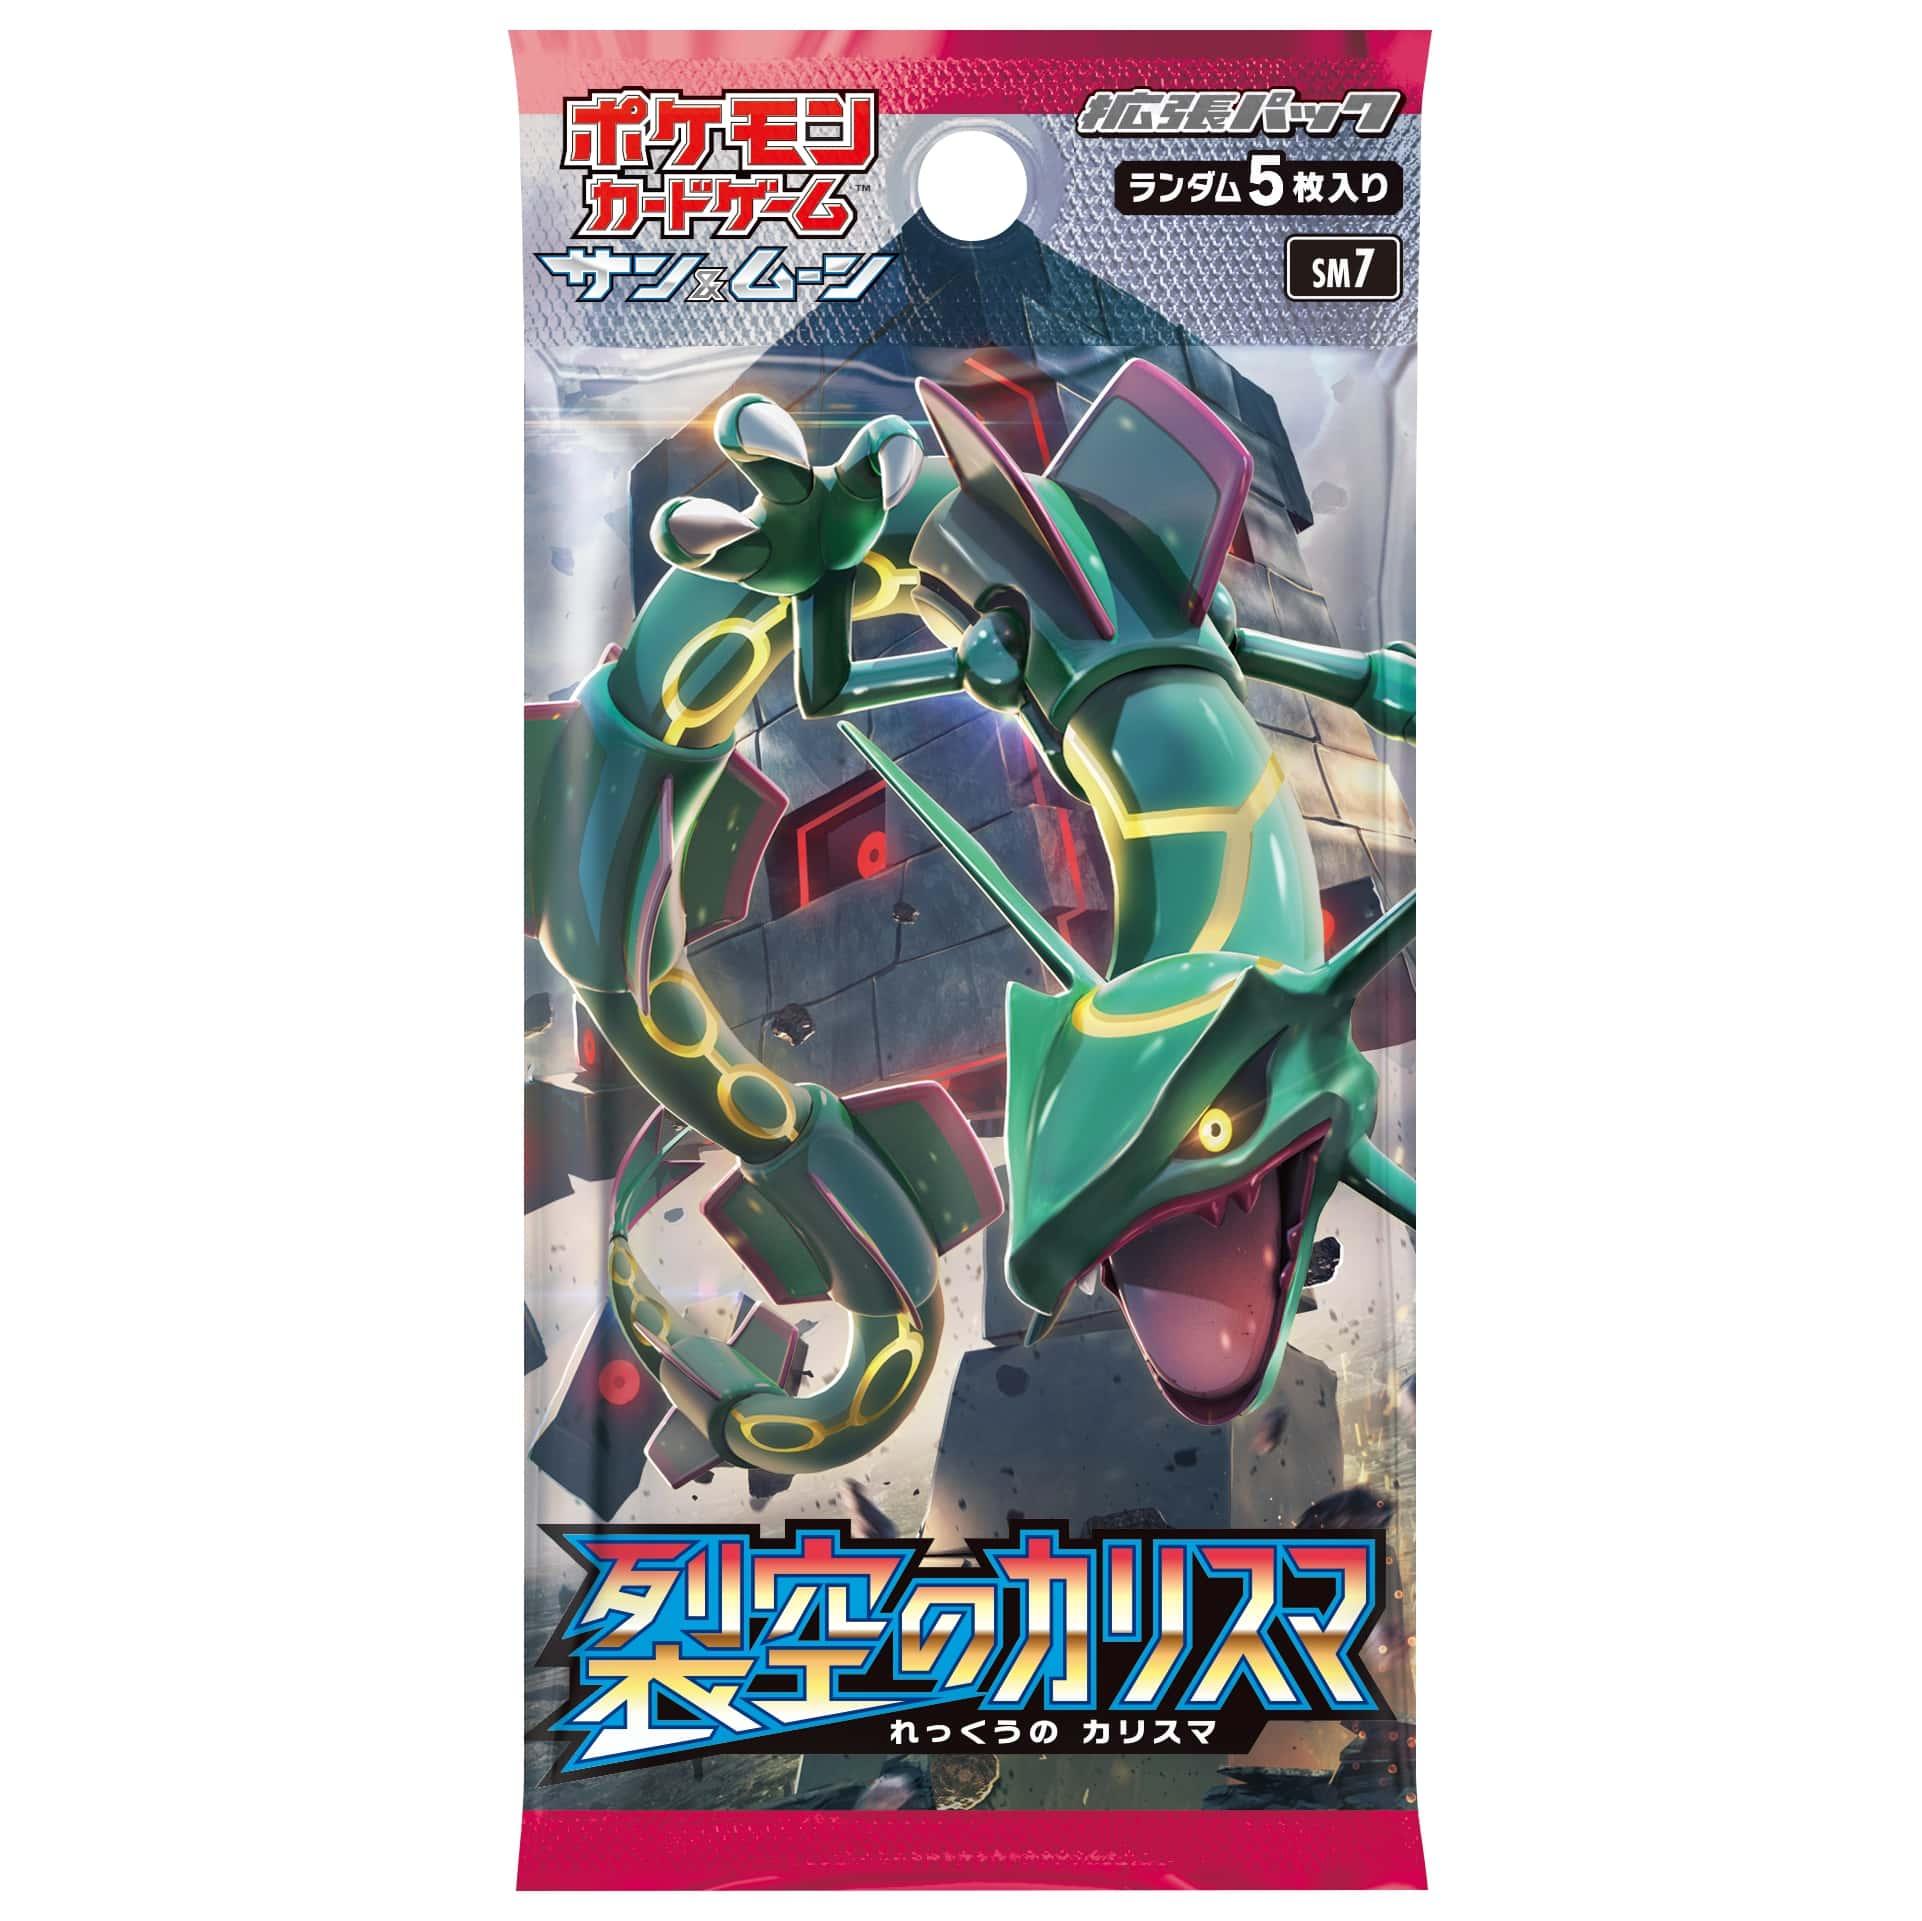 ポケモン
カードゲーム™
サン&ムーン
拡張パック
ランダム5枚入り
SM7
裂空のカリスマ
れっくうの カリスマ